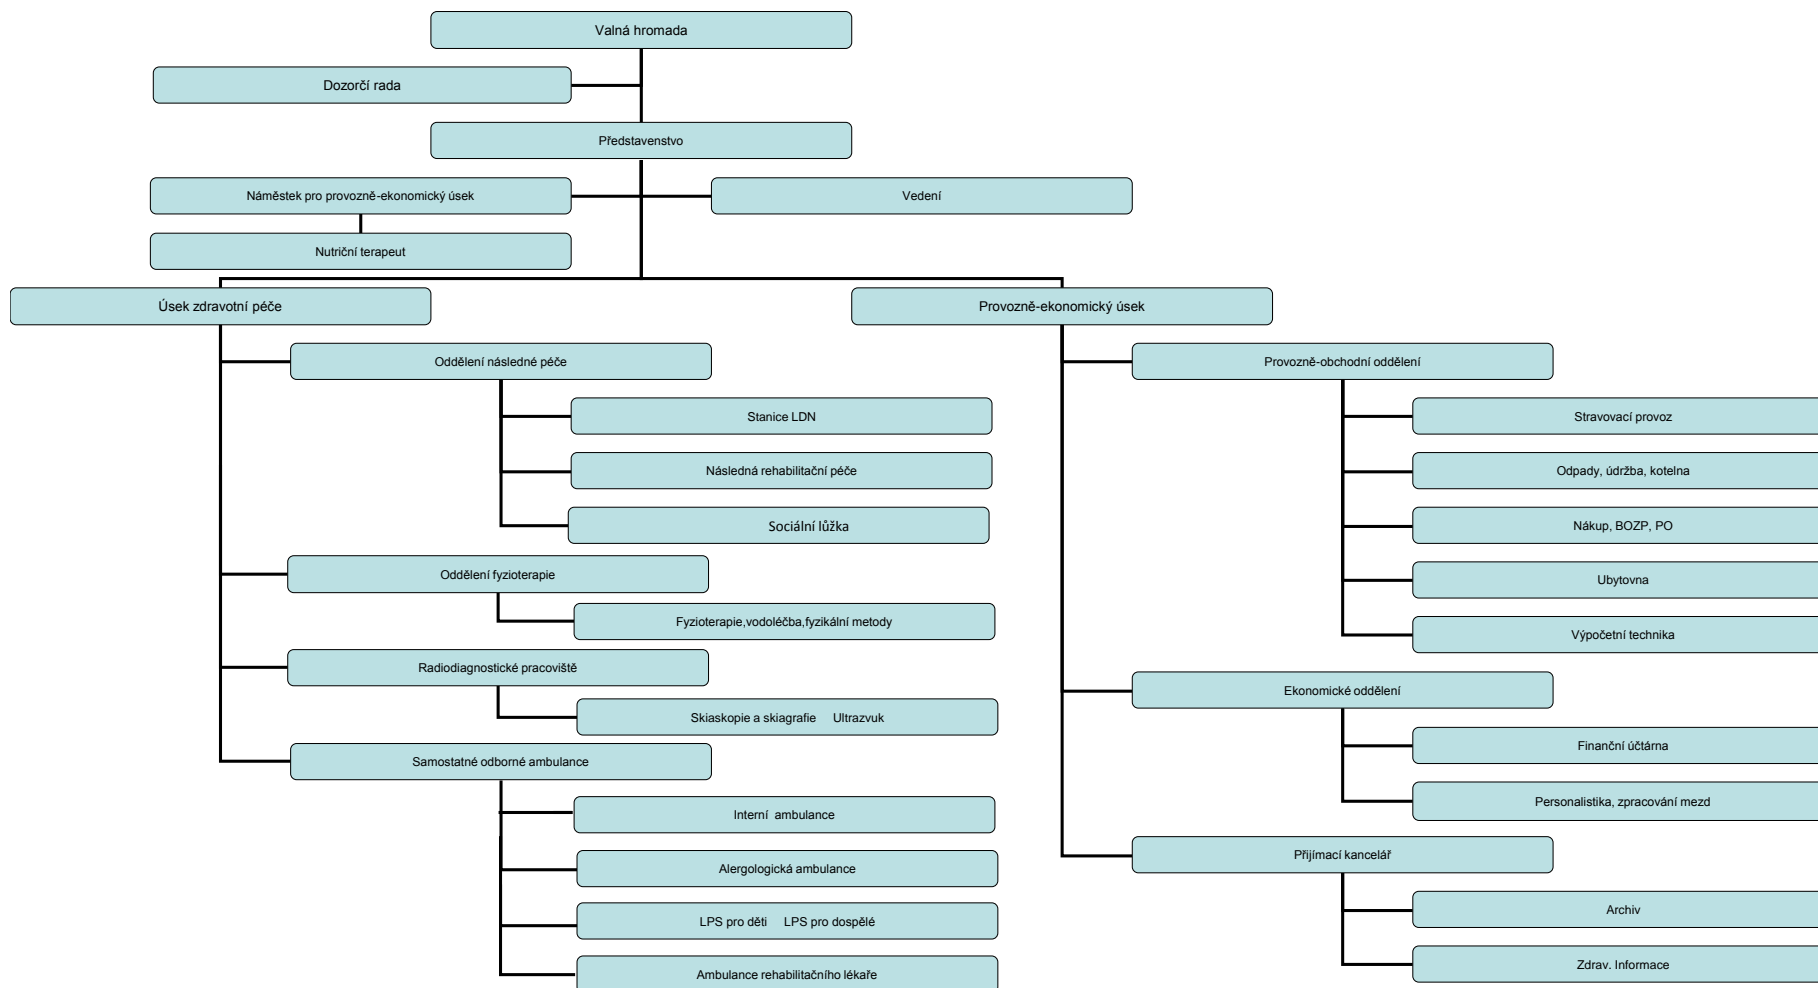 Valná hromada
Dozorčí rada
Představenstvo
Náměstek pro provozně-ekonomický úsek
Vedení
Nutriční terapeut
Úsek zdravotní péče
Provozně-ekonomický úsek
Oddělení následné péče
Stanice LDN
Následná rehabilitační péče
Sociální lůžka
Oddělení fyzioterapie
Fyzioterapie,vodoléčba,fyzikální metody
Radiodiagnostické pracoviště
Skiaskopie a skiagrafie Ultrazvuk
Samostatné odborné ambulance
Interní ambulance
Alergologická ambulance
LPS pro děti LPS pro dospělé
Ambulance rehabilitačního lékaře
Provozně-obchodní oddělení
Stravovací provoz
Odpady, údržba, kotelna
Nákup, BOZP, PO
Ubytovna
Výpočetní technika
Ekonomické oddělení
Finanční účtárna
Personalistika, zpracování mezd
Přijímací kancelář
Archiv
Zdrav. Informace